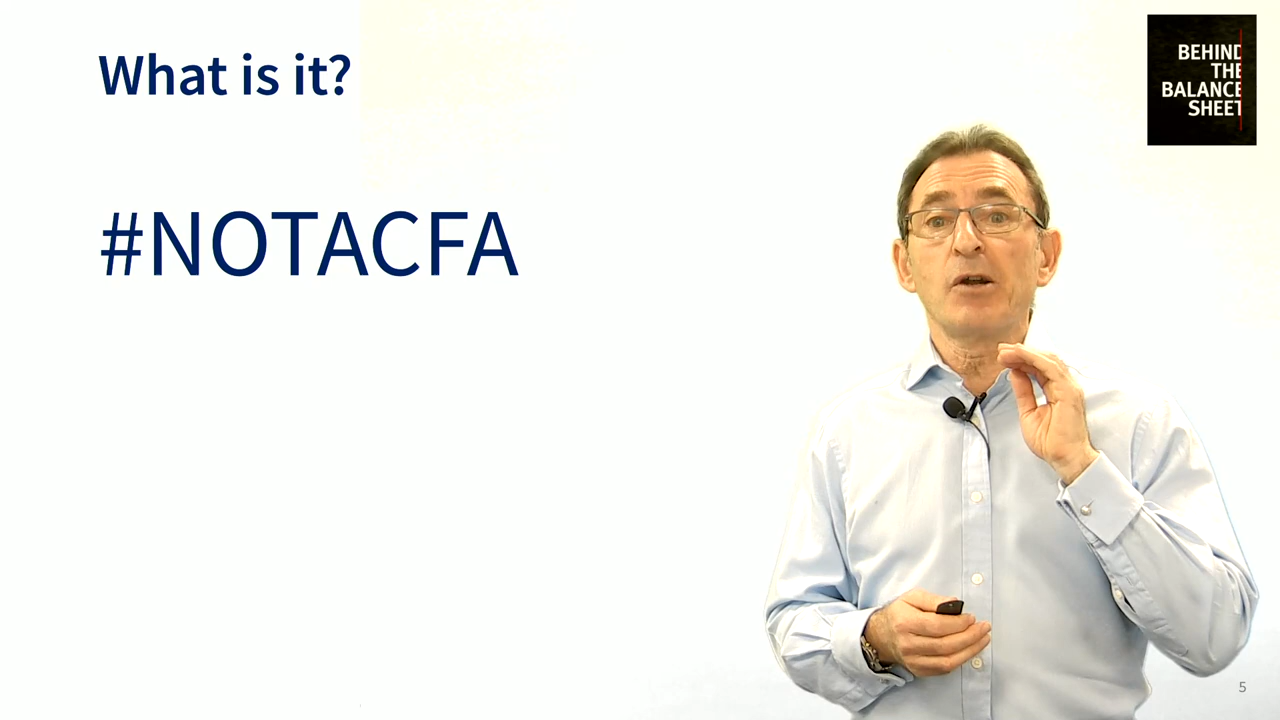 What is it?
BEHIND
THE
BALANCE
SHEET
#NOTACFA
5